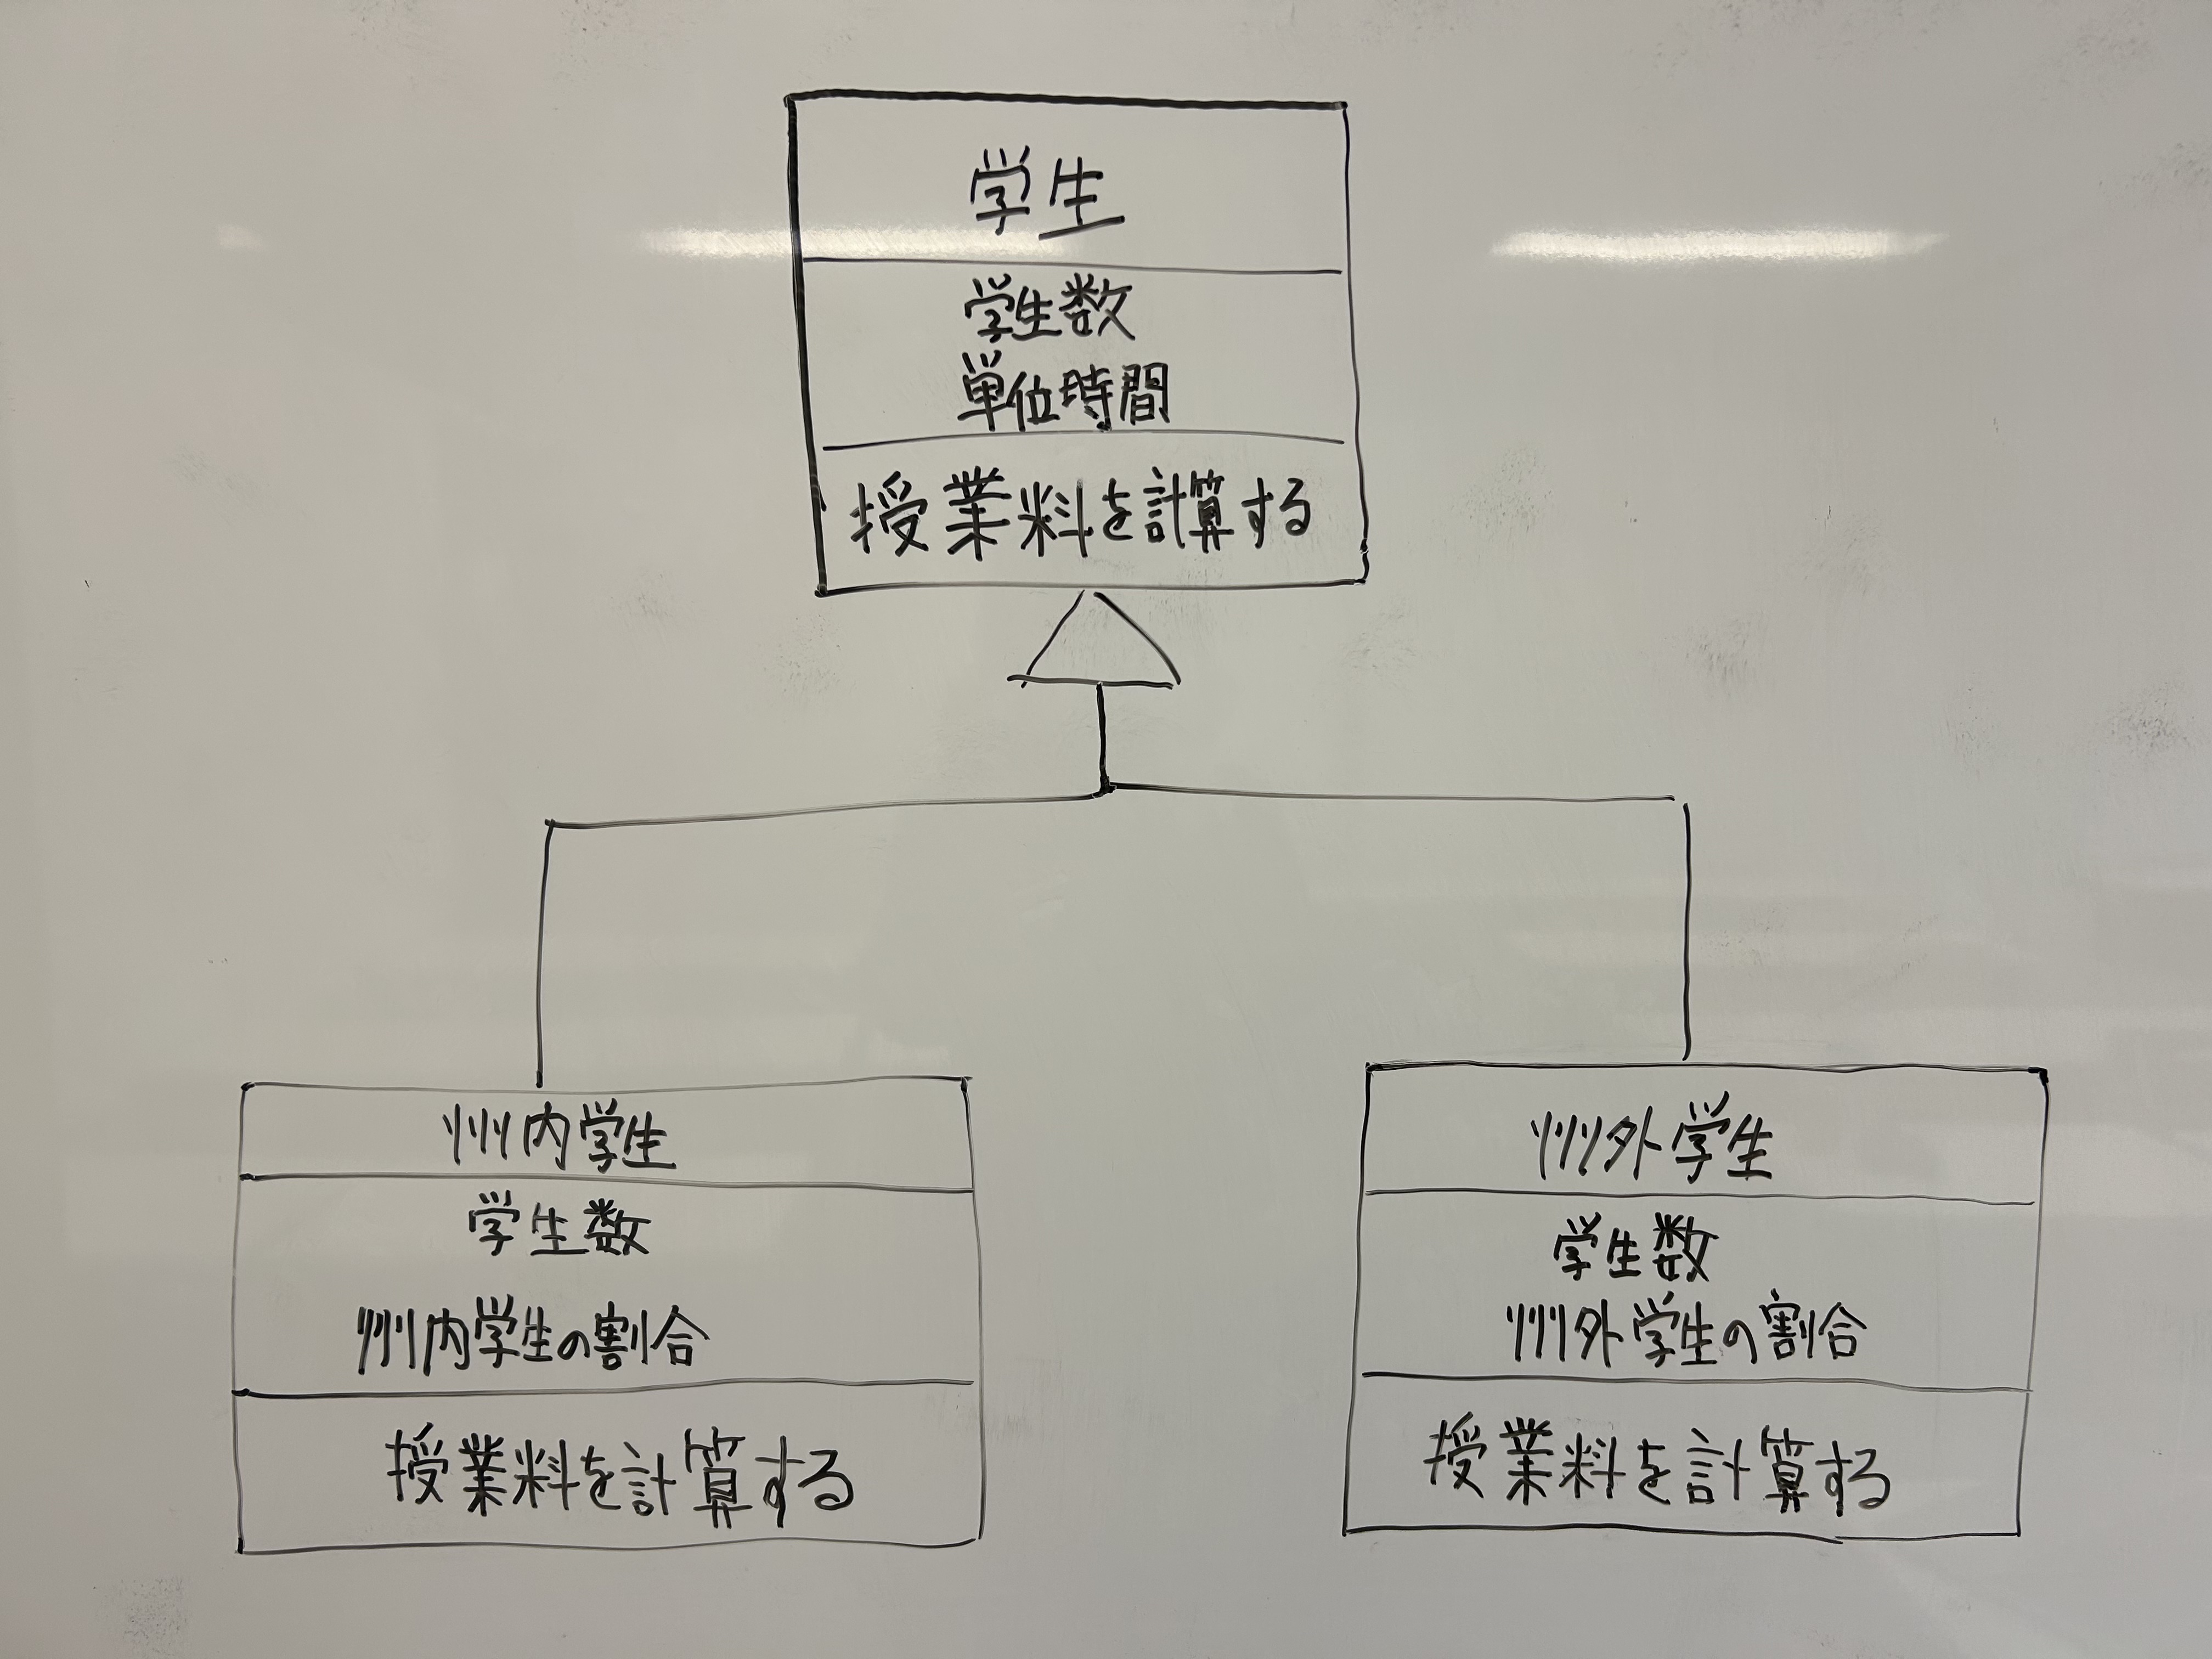 学生
学生数
単位時間
授業料を計算する
州内学生
学生数
州内学生の割合
授業料を計算する
州外学生
学生数
州外学生の割合
授業料を計算する